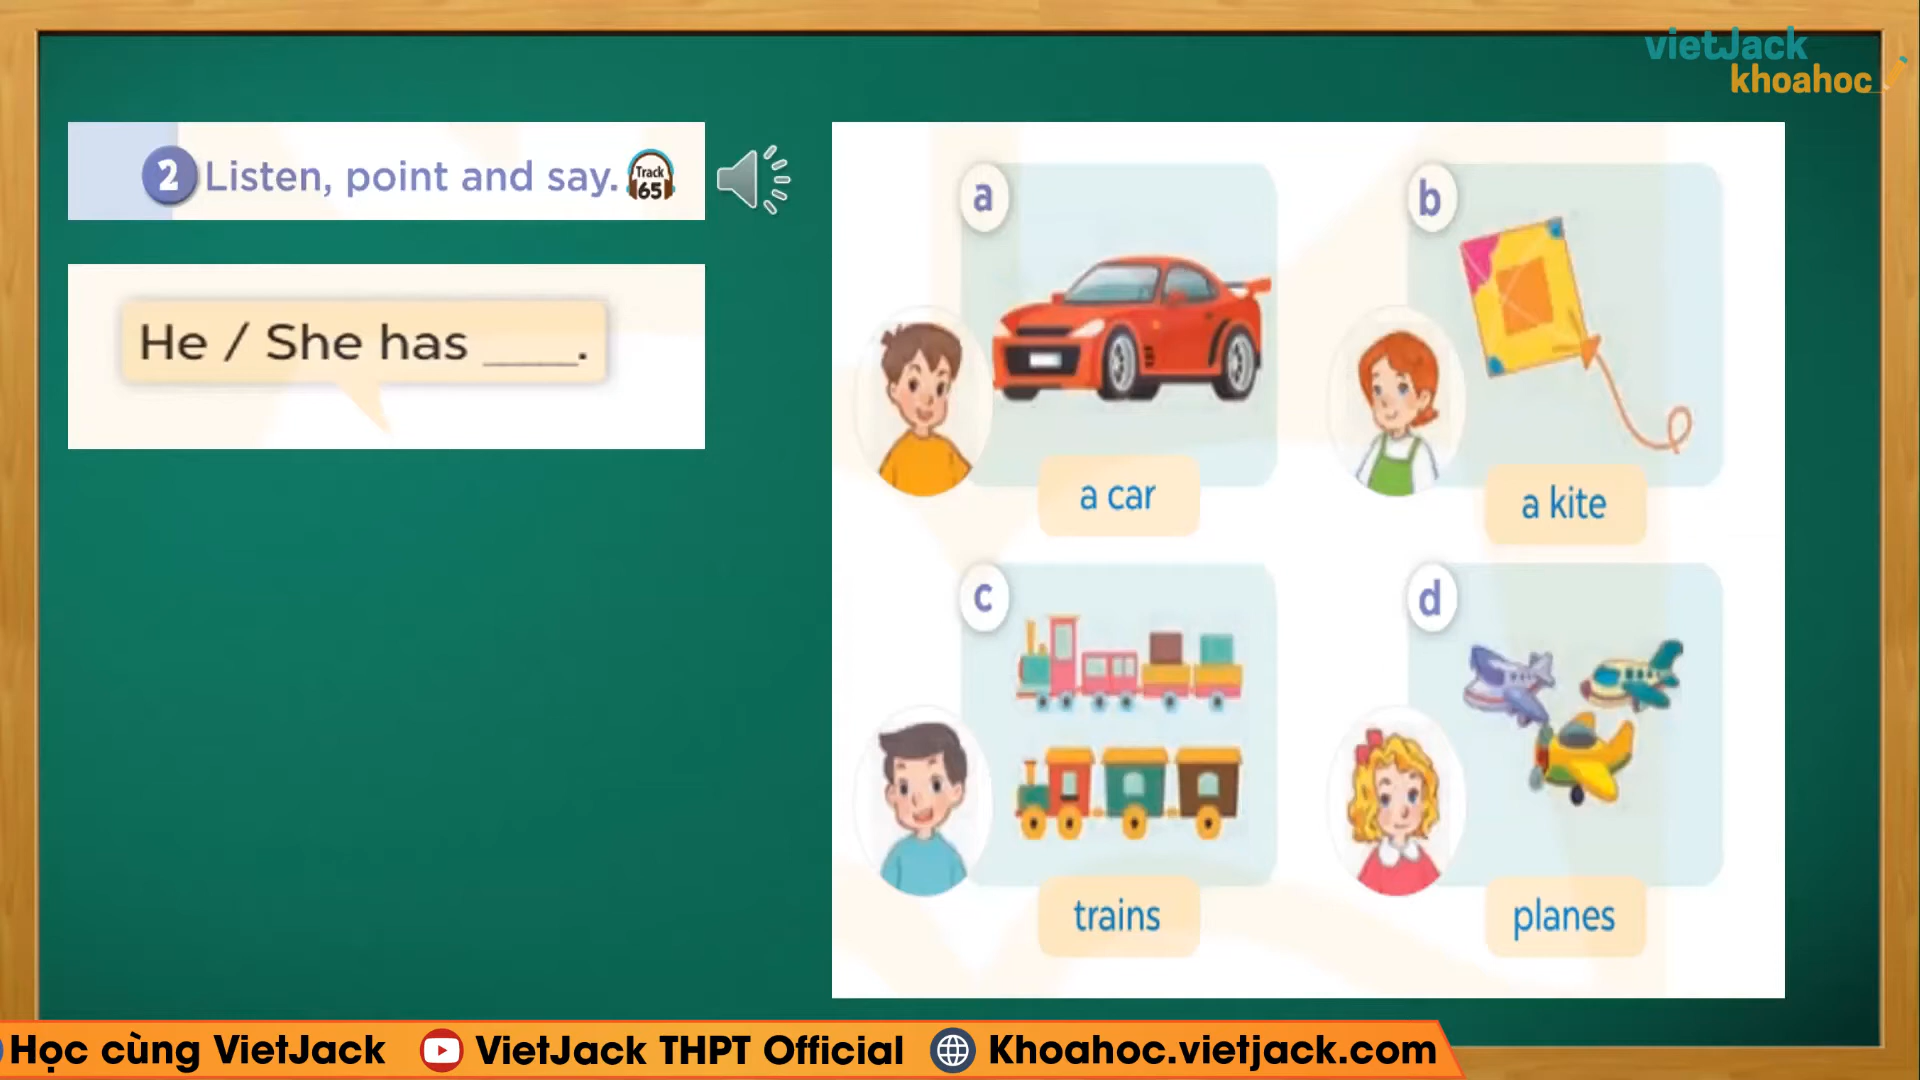 vietJack
khoahoc
2 Listen, point and say. Track 65
He / She has ____.
a
a car
b
a kite
c
trains
d
planes
Học cùng VietJack VietJack THPT Official Khoahoc.vietjack.com